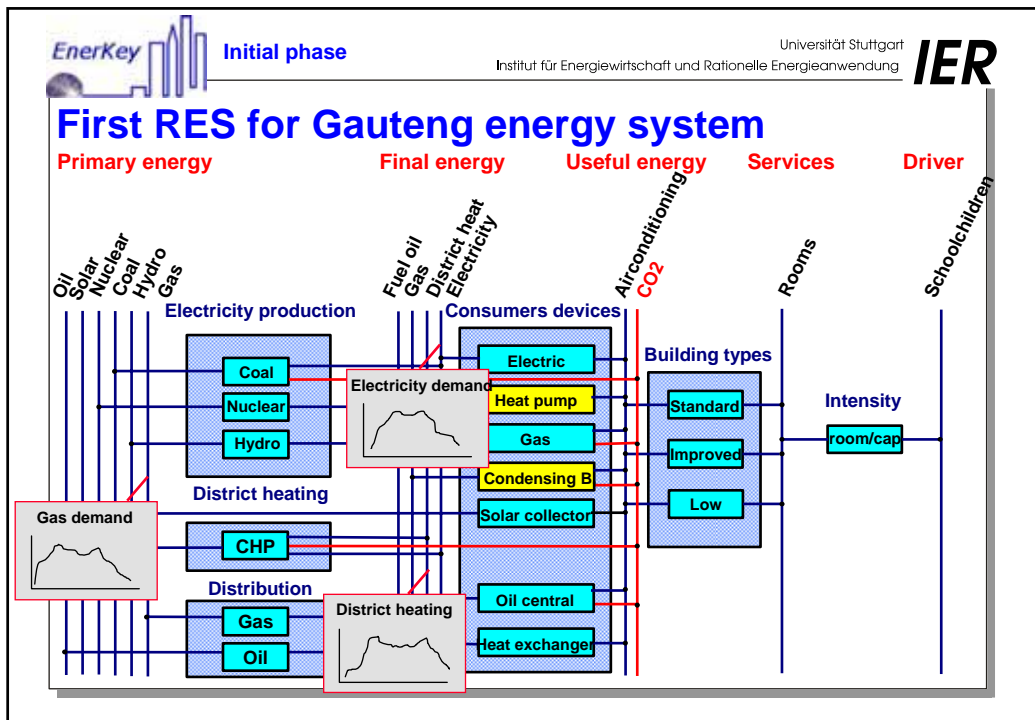 EnerKey
Initial phase
Universität Stuttgart
Institut für Energiewirtschaft und Rationelle Energieanwendung
IER
First RES for Gauteng energy system
Primary energy
Final energy
Useful energy
Services
Driver
Oil
Solar
Nuclear
Coal
Hydro
Gas
Fuel oil
Gas
District heat
Electricity
Airconditioning
CO2
Rooms
Schoolchildren
Electricity production
Consumers devices
Building types
Intensity
Coal
Nuclear
Hydro
Electricity demand
Electric
Heat pump
Gas
Condensing B
Solar collector
Standard
Improved
Low
room/cap
District heating
Gas demand
CHP
Distribution
Gas
Oil
District heating
Oil central
Heat exchanger